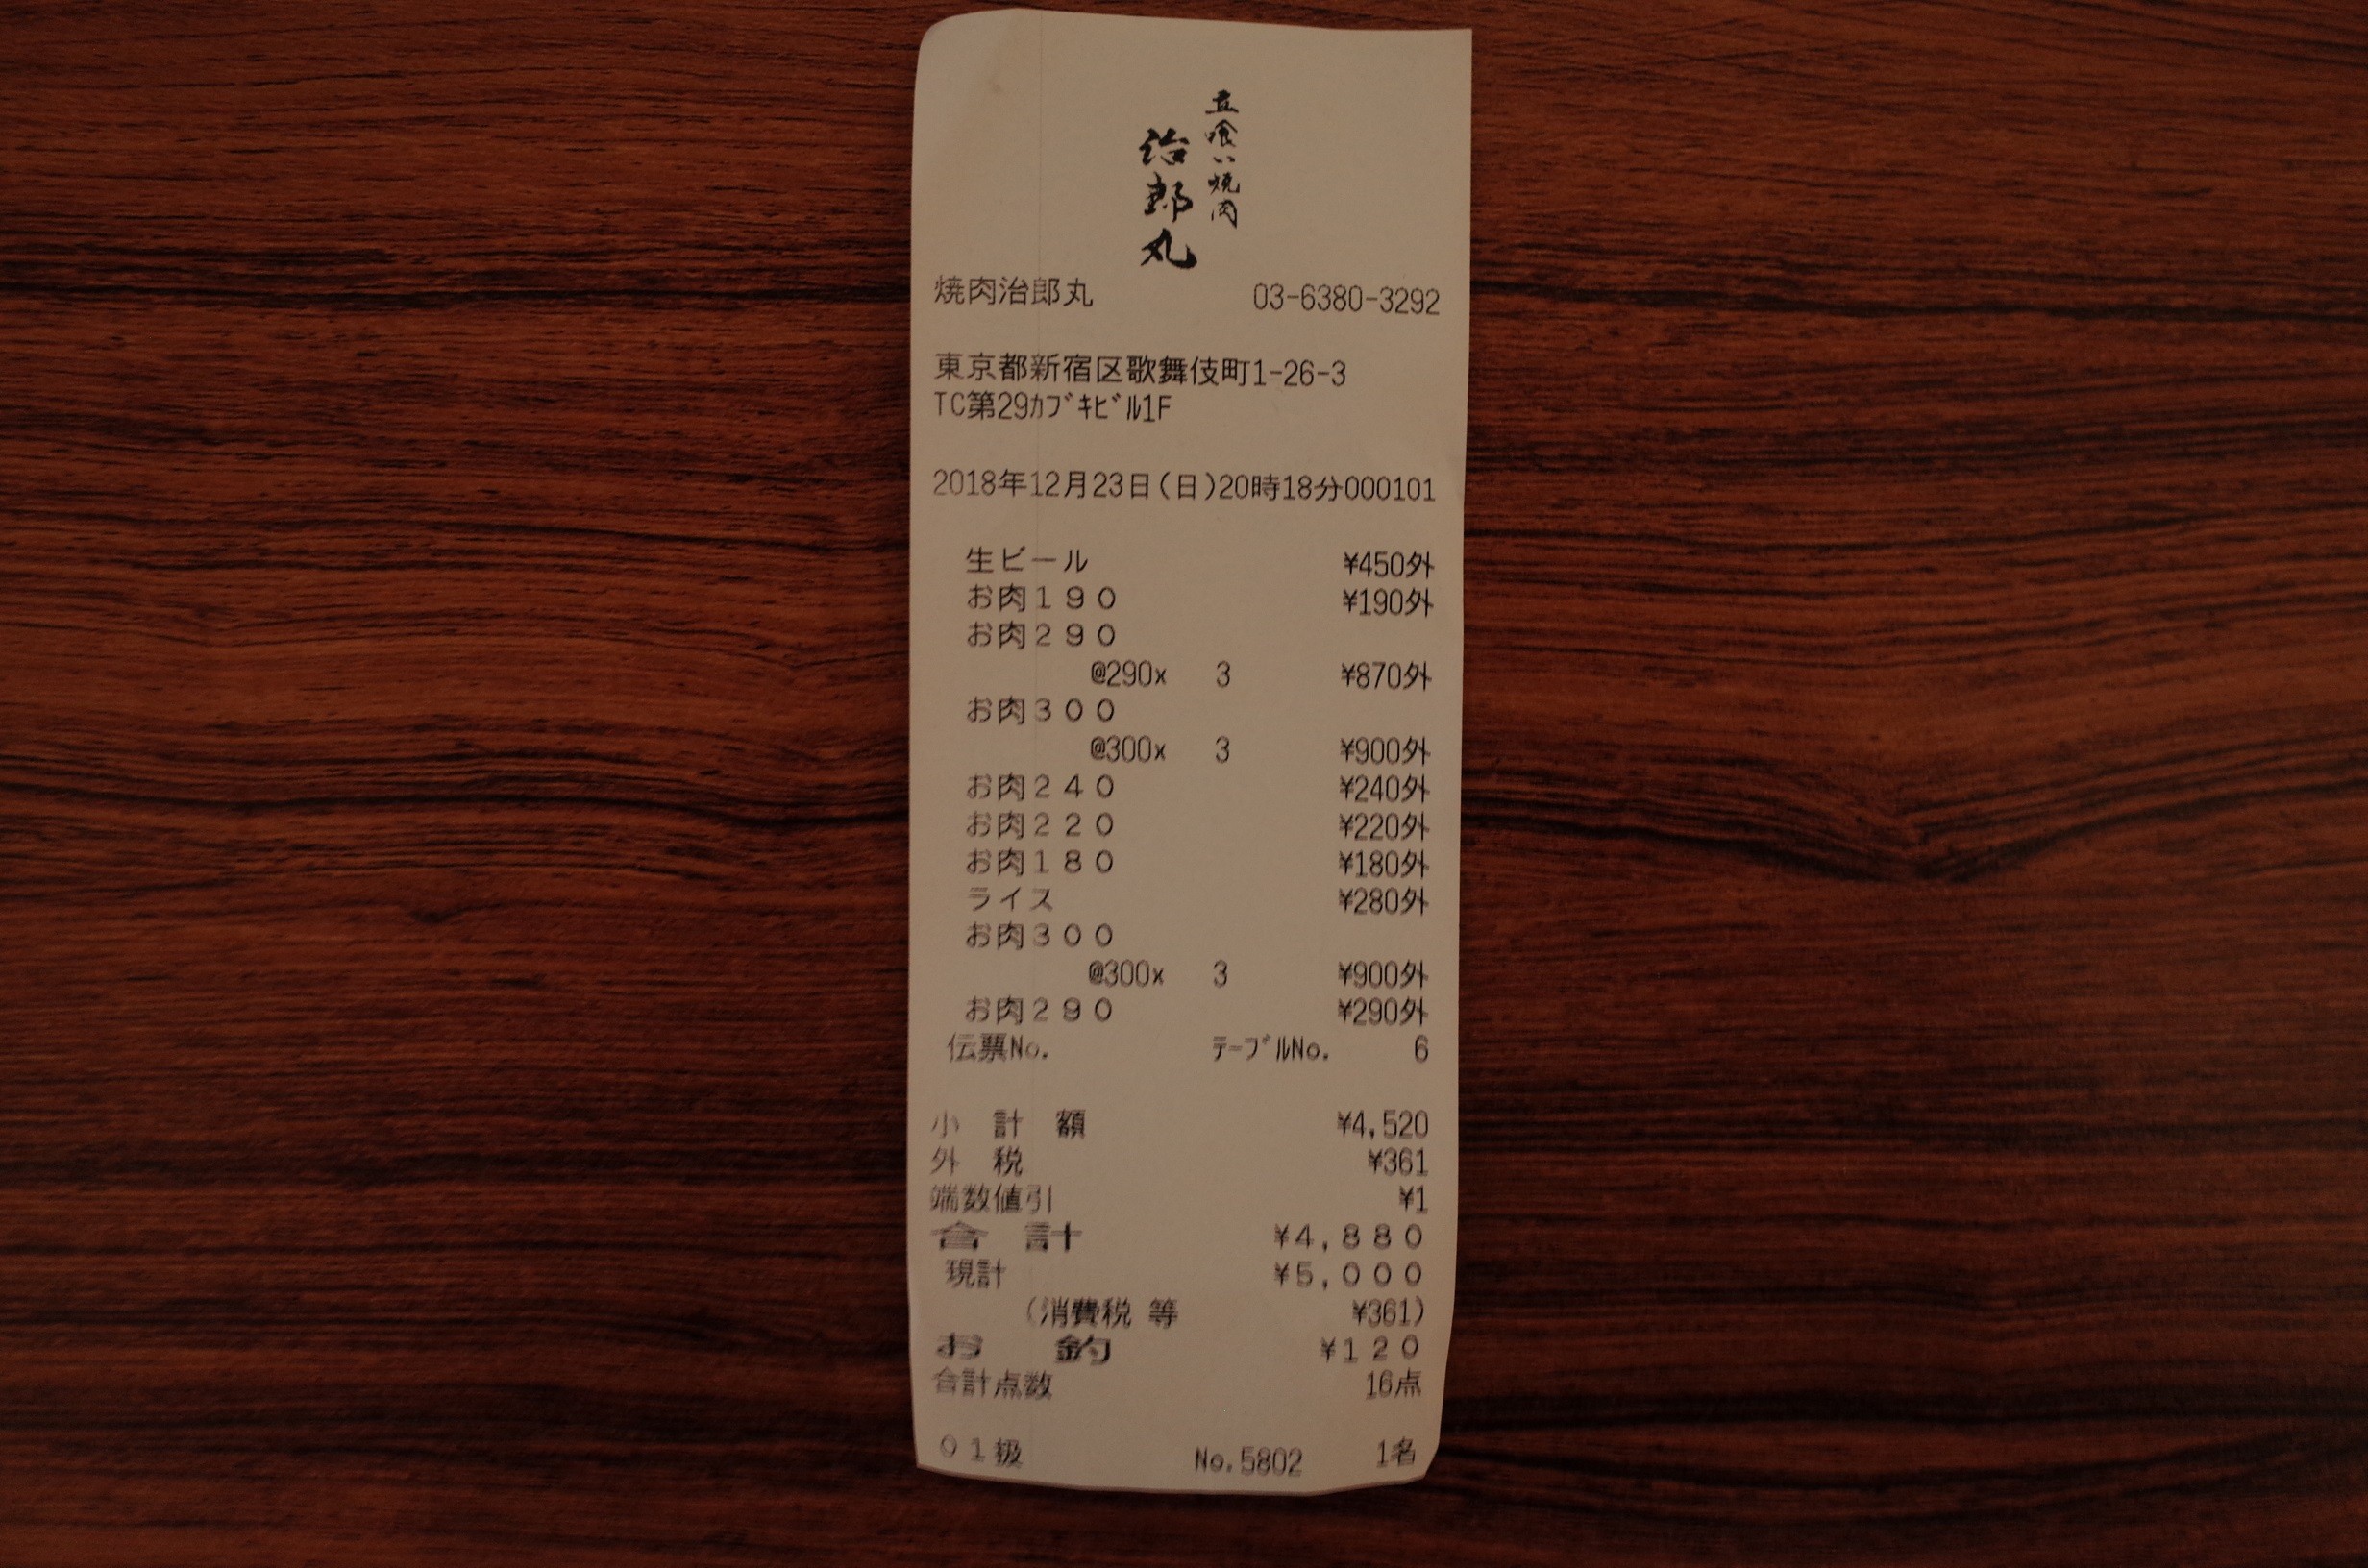 立喰い焼肉
治郎丸
焼肉治郎丸 03-6380-3292
東京都新宿区歌舞伎町1-26-3
TC第29ｶﾌﾞｷﾋﾞﾙ1F
2018年12月23日(日)20時18分000101
生ビール ¥450外
お肉１９０ ¥190外
お肉２９０
@290x 3 ¥870外
お肉３００
@300x 3 ¥900外
お肉２４０ ¥240外
お肉２２０ ¥220外
お肉１８０ ¥180外
ライス ¥280外
お肉３００
@300x 3 ¥900外
お肉２９０ ¥290外
伝票No. ﾃｰﾌﾞﾙNo. 6
小 計 額 ¥4,520
外 税 ¥361
端数値引 ¥1
合 計 ¥４,８８０
現計 ¥５,０００
(消費税 等 ¥361)
お 釣 ¥１２０
合計点数 16点
０１扱 No.5802 1名